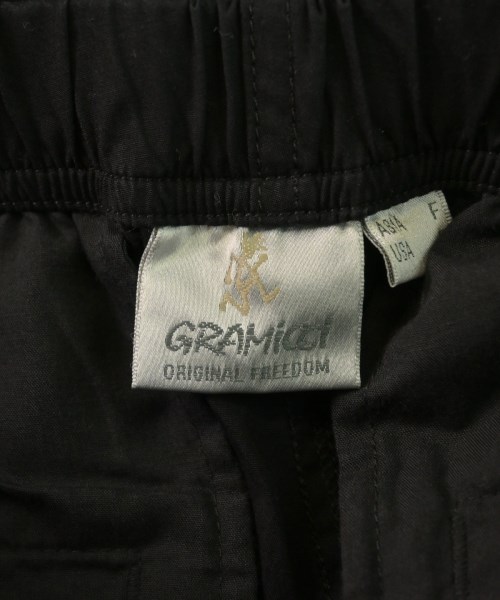 GRAMicci
ORIGINAL FREEDOM
ASIA F
USA